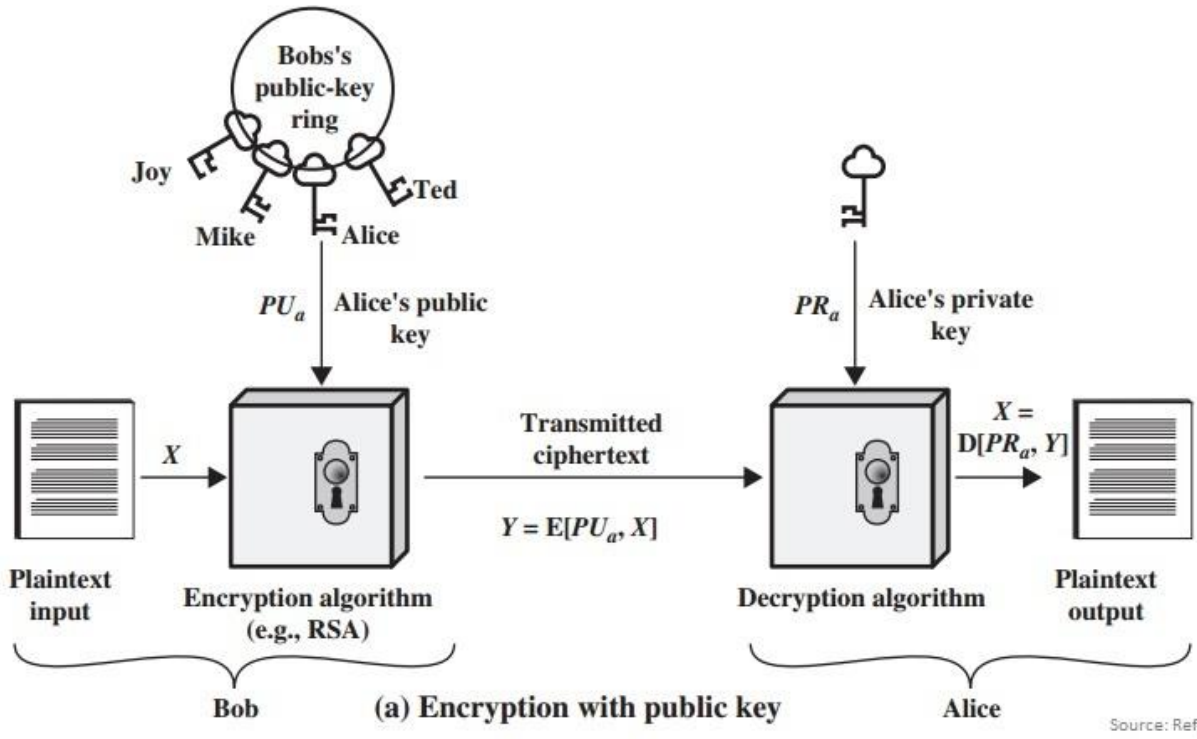 Bobs's
public-key
ring
Joy
Ted
Mike
Alice
PUa
Alice's public
key
PRa
Alice's private
key
X
Transmitted
ciphertext
X =
D[PRa, Y]
Y = E[PUa, X]
Plaintext
input
Encryption algorithm
(e.g., RSA)
Decryption algorithm
Plaintext
output
Bob
(a) Encryption with public key
Alice
Source: Ref